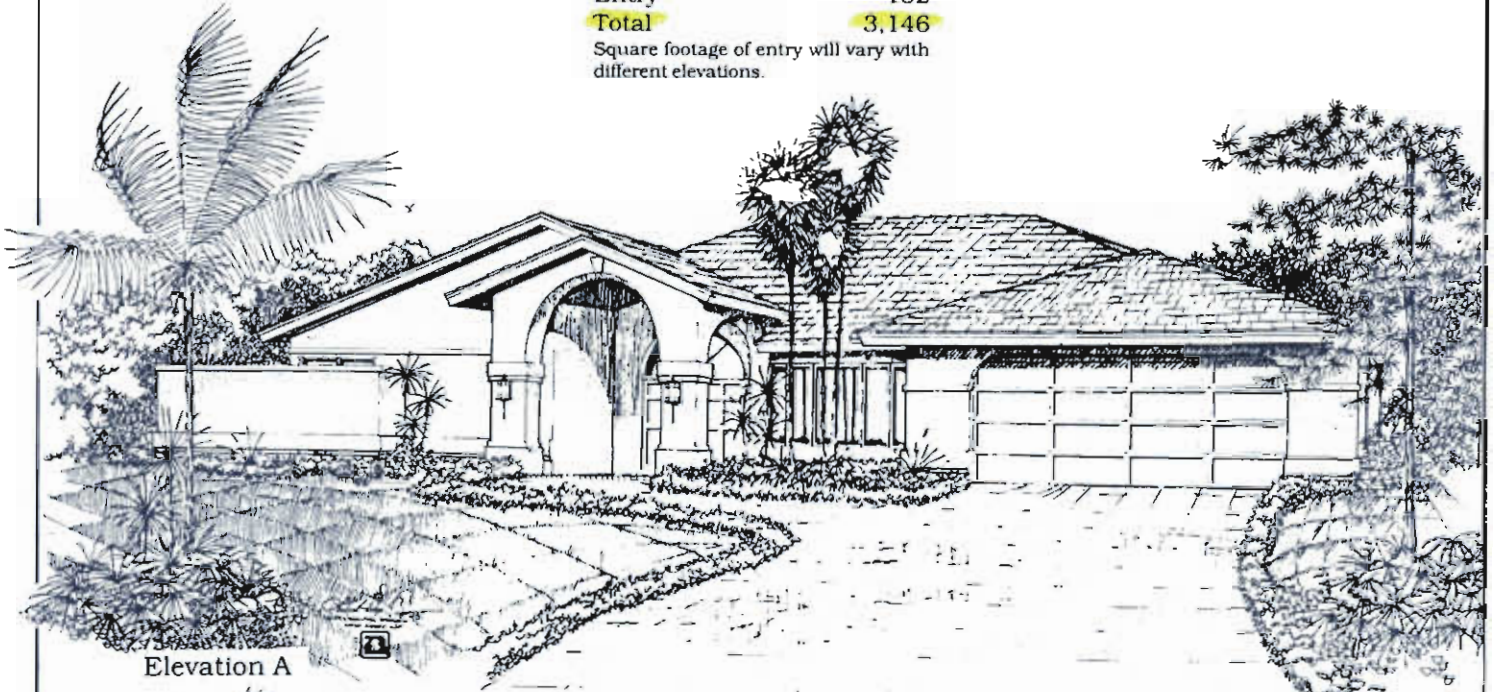 Total 3,146
Square footage of entry will vary with
different elevations.
Elevation A